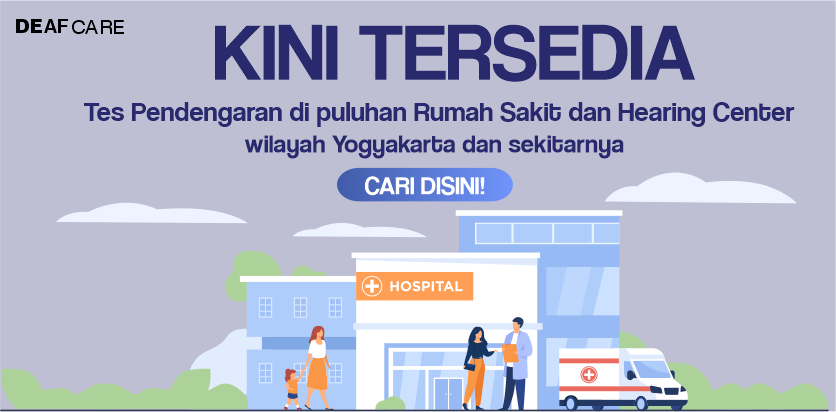 DEAF CARE
KINI TERSEDIA
Tes Pendengaran di puluhan Rumah Sakit dan Hearing Center
wilayah Yogyakarta dan sekitarnya
CARI DISINI!
HOSPITAL